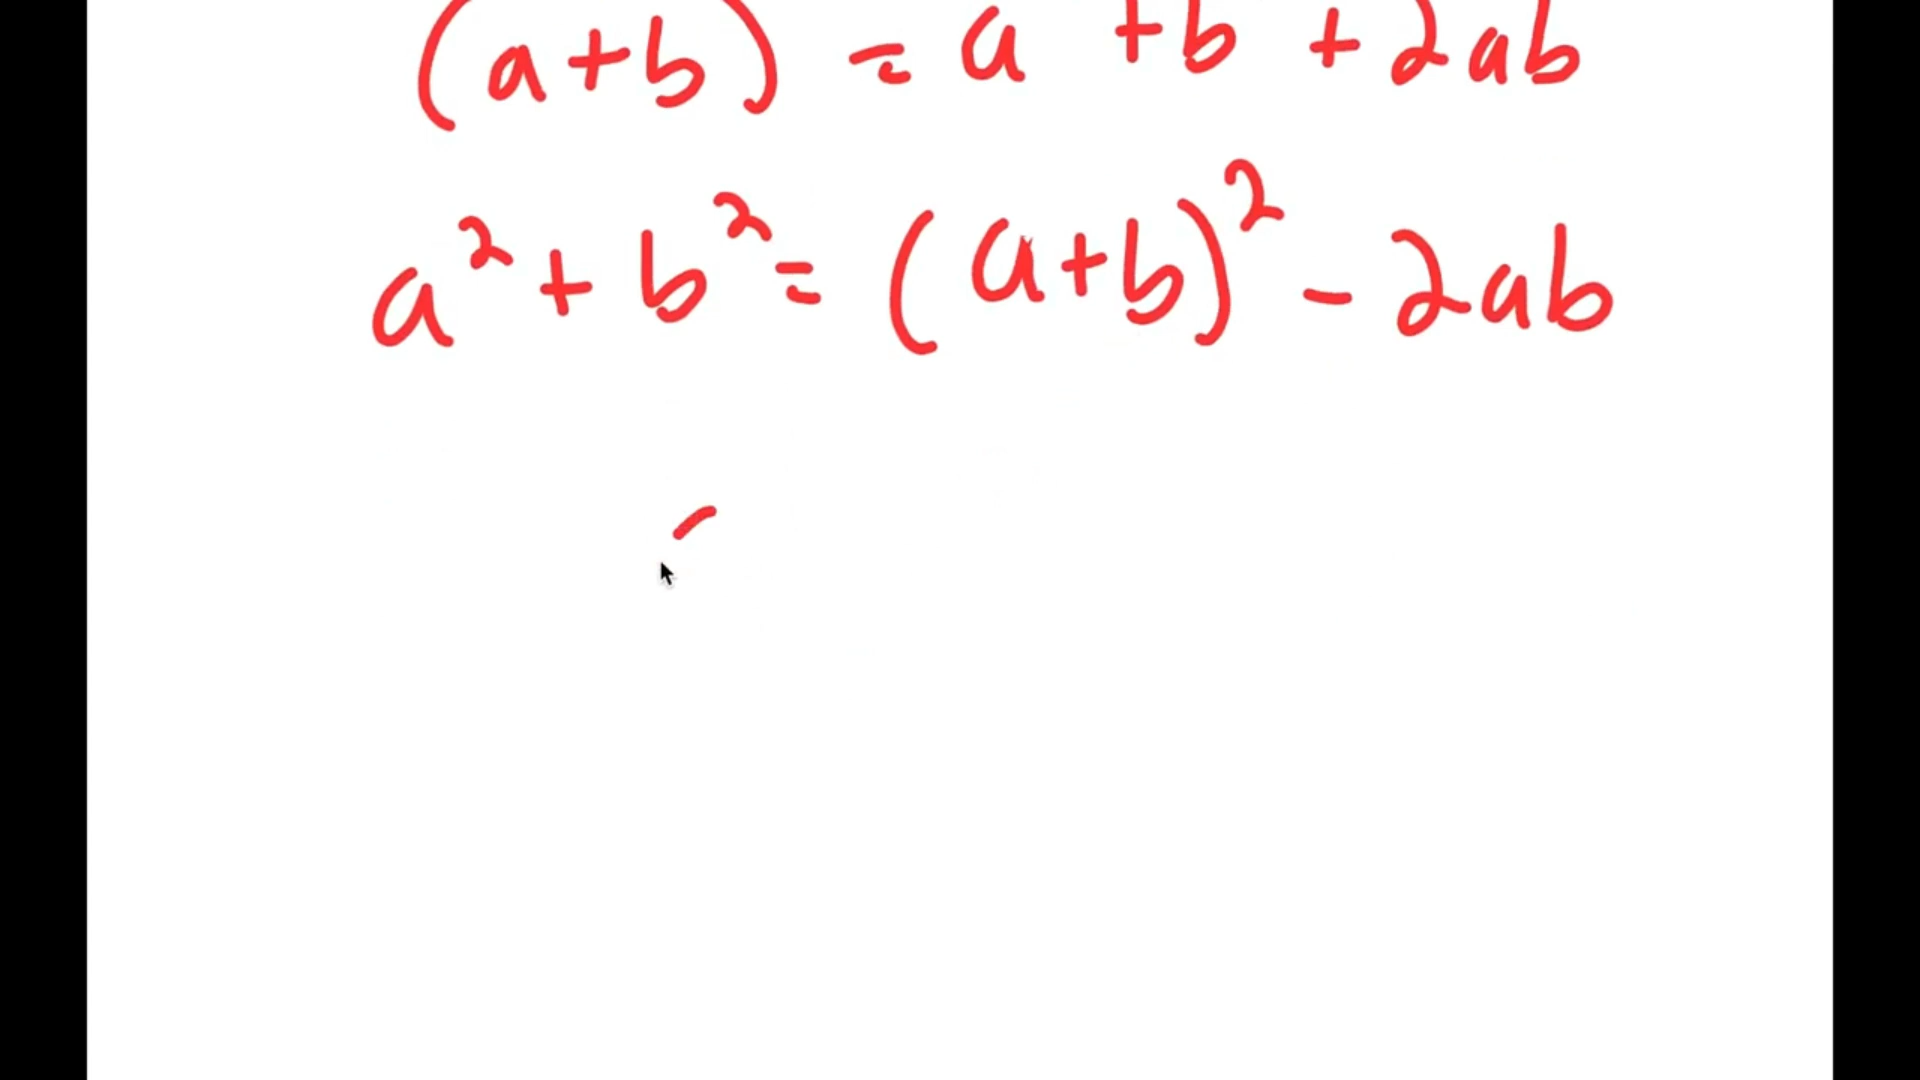 (a+b) = a +b +2ab
a² + b² = (a+b)² - 2ab